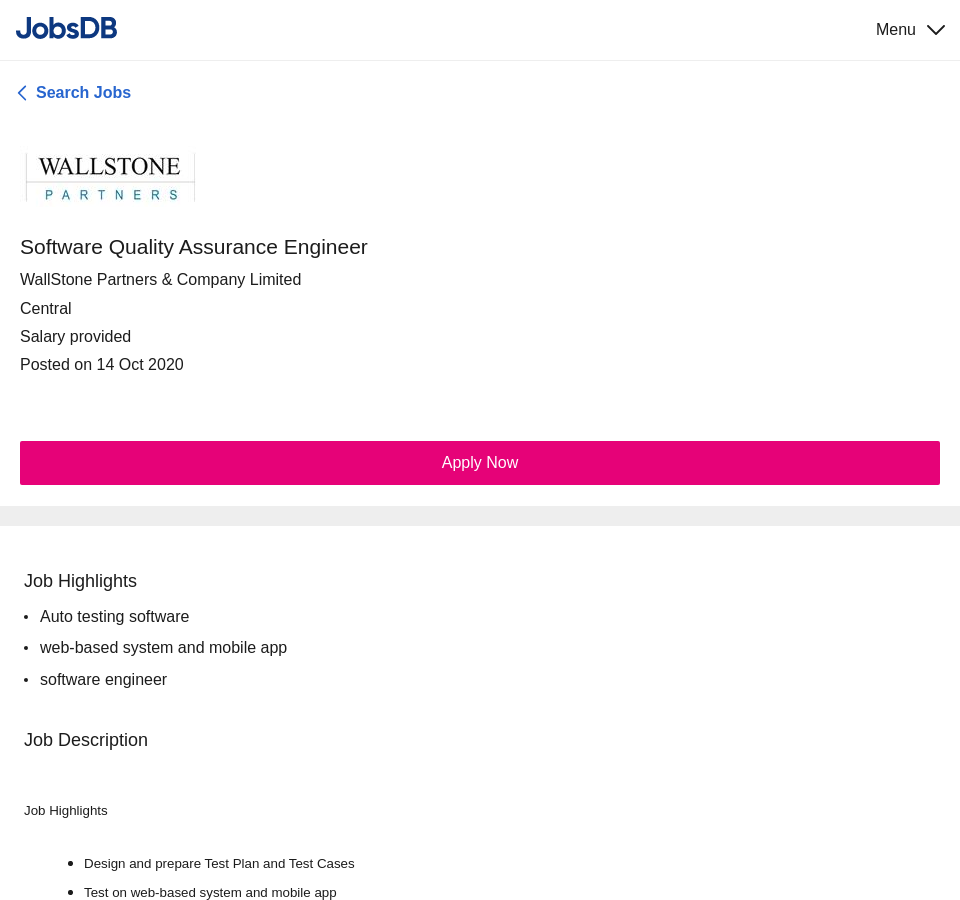 JobsDB
Menu
Search Jobs
WALLSTONE
PARTNERS
Software Quality Assurance Engineer
WallStone Partners & Company Limited
Central
Salary provided
Posted on 14 Oct 2020
Apply Now
Job Highlights
• Auto testing software
• web-based system and mobile app
• software engineer
Job Description
Job Highlights
• Design and prepare Test Plan and Test Cases
• Test on web-based system and mobile app